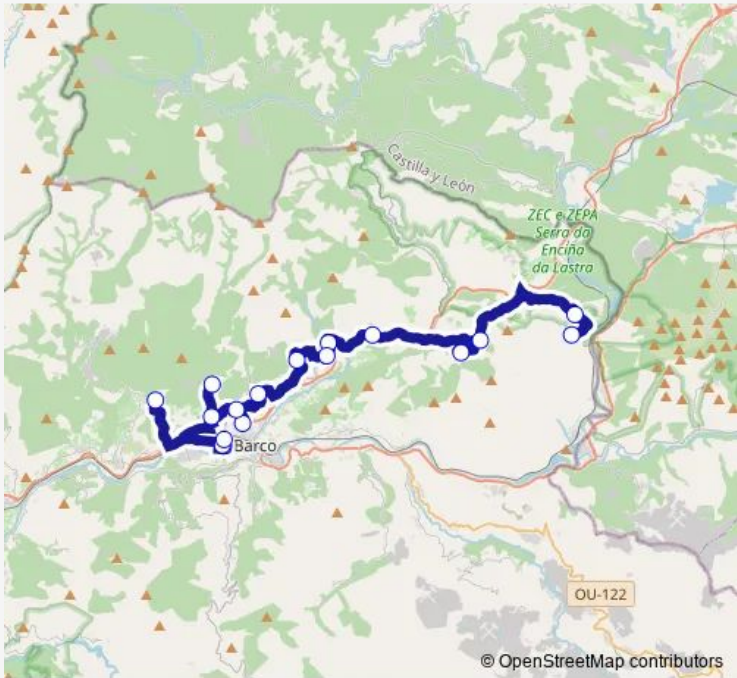 Castilla y León
ZEC e ZEPA
Serra da
Enciña
da Lastra
Barco
OU-122
© OpenStreetMap contributors